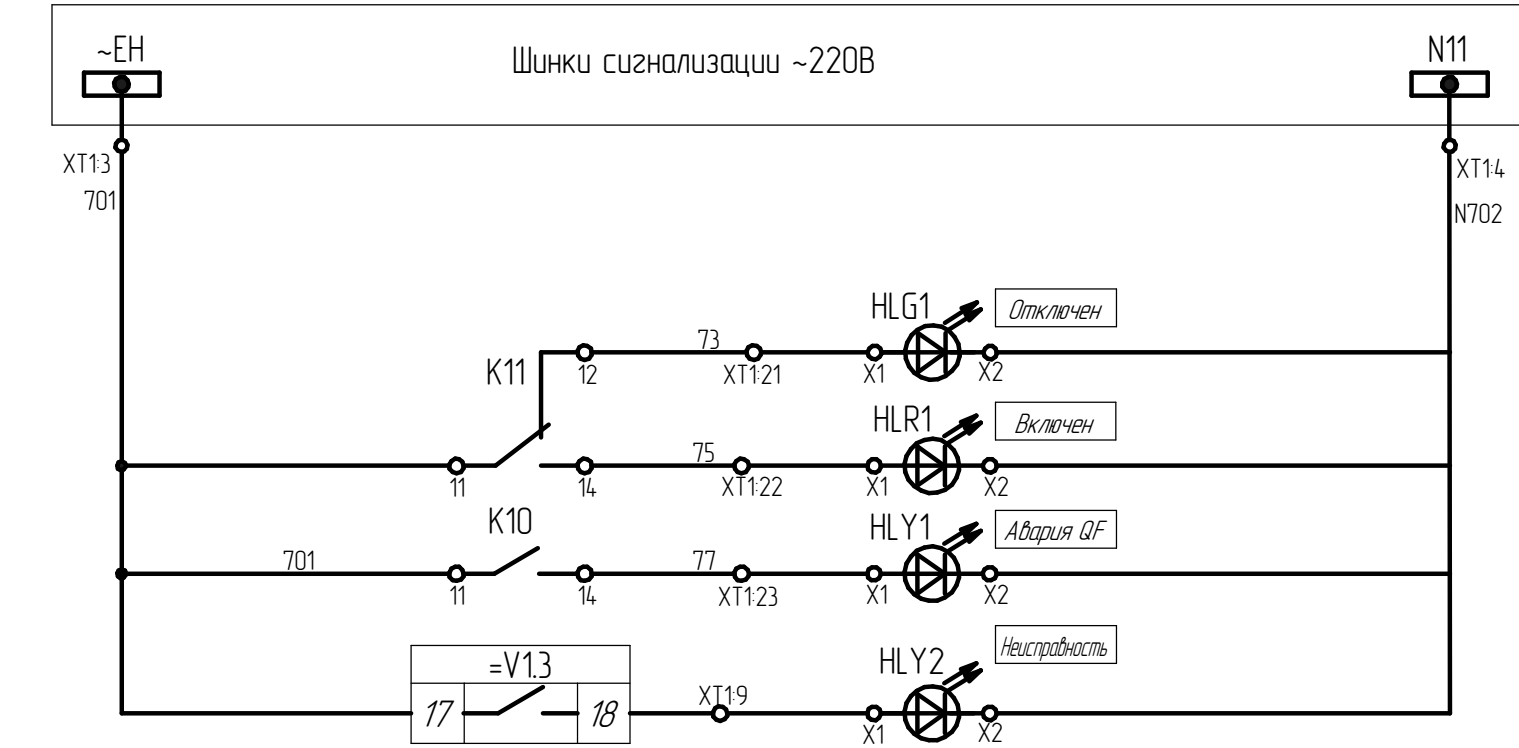 ~EH
Шинки сигнализации ~220В
N11
XT1:3
XT1:4
701
N702
HLG1
Отключен
73
K11
12
XT1:21
X1
X2
HLR1
Включен
75
11
14
XT1:22
X1
X2
K10
HLY1
Авария QF
701
77
11
14
XT1:23
X1
X2
=V1.3
HLY2
Неисправность
17
18
XT1:9
X1
X2